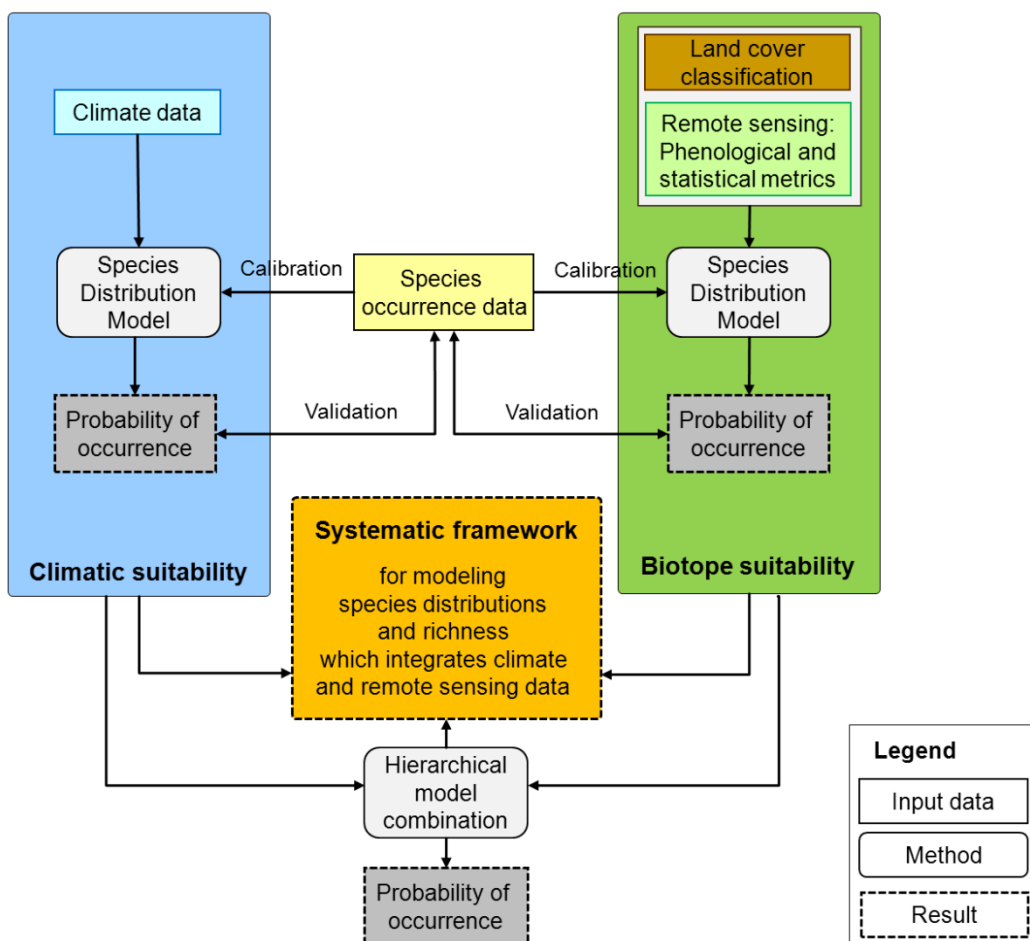 Climate data
Species
Distribution
Model
Probability of
occurrence
Climatic suitability
Calibration
Species
occurrence data
Calibration
Validation
Validation
Land cover
classification
Remote sensing:
Phenological and
statistical metrics
Species
Distribution
Model
Probability of
occurrence
Biotope suitability
Systematic framework
for modeling
species distributions
and richness
which integrates climate
and remote sensing data
Hierarchical
model
combination
Probability of
occurrence
Legend
Input data
Method
Result